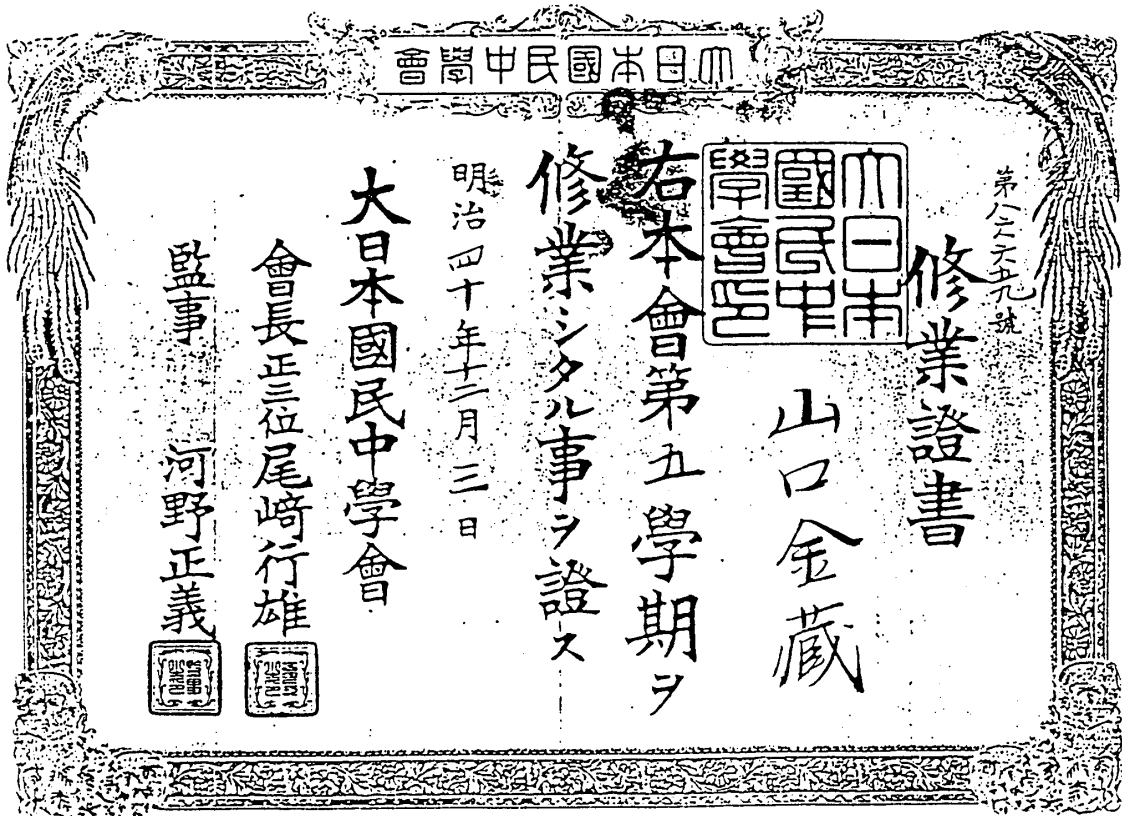 大日本國民中學會
第八六六九號
修業證書
山口金藏
大日本
國民中
學會印
右本會第五學期ヲ
修業シタル事ヲ證ス
明治四十年十二月三日
大日本國民中學會
會長正三位尾崎行雄
監事 河野正義